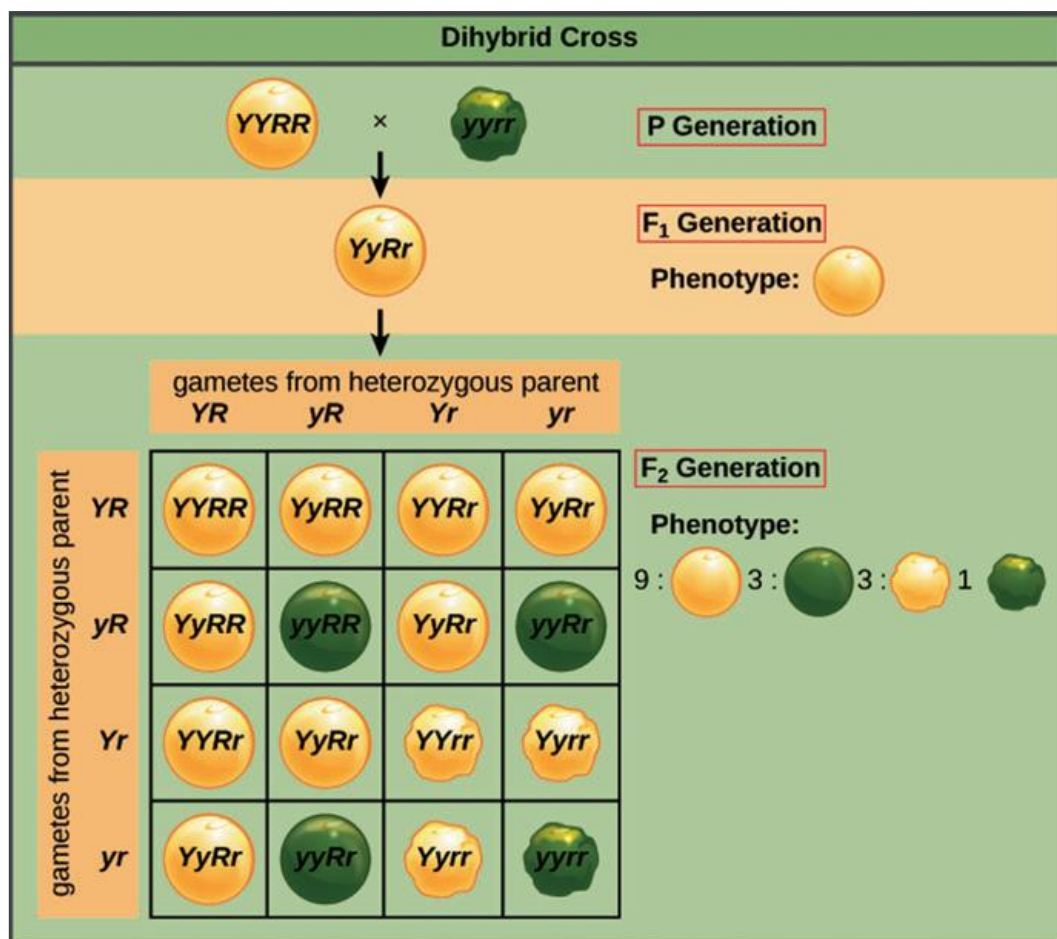 Dihybrid Cross
YYRR × yyrr
P Generation
YyRr
F₁ Generation
Phenotype:
gametes from heterozygous parent
YR yR Yr yr
gametes from heterozygous parent
YR YYRR YyRR YYRr YyRr
yR YyRR yyRR YyRr yyRr
Yr YYRr YyRr YYrr Yyrr
yr YyRr yyRr Yyrr yyrr
F₂ Generation
Phenotype:
9 : 3 : 3 : 1